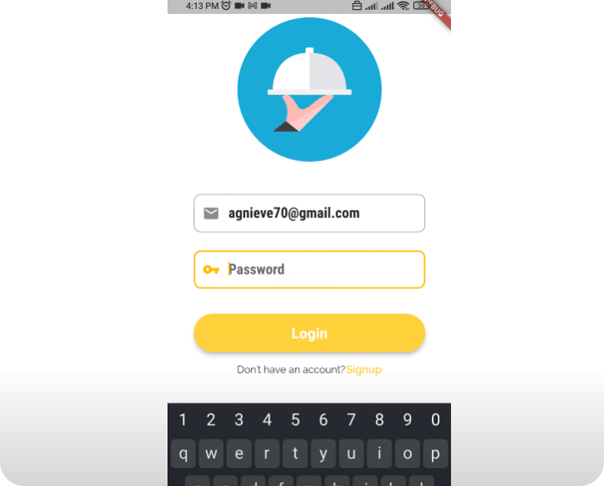 4:13 PM
agnieve70@gmail.com
Password
Login
Don't have an account?Signup
1 2 3 4 5 6 7 8 9 0
q w e r t y u i o p